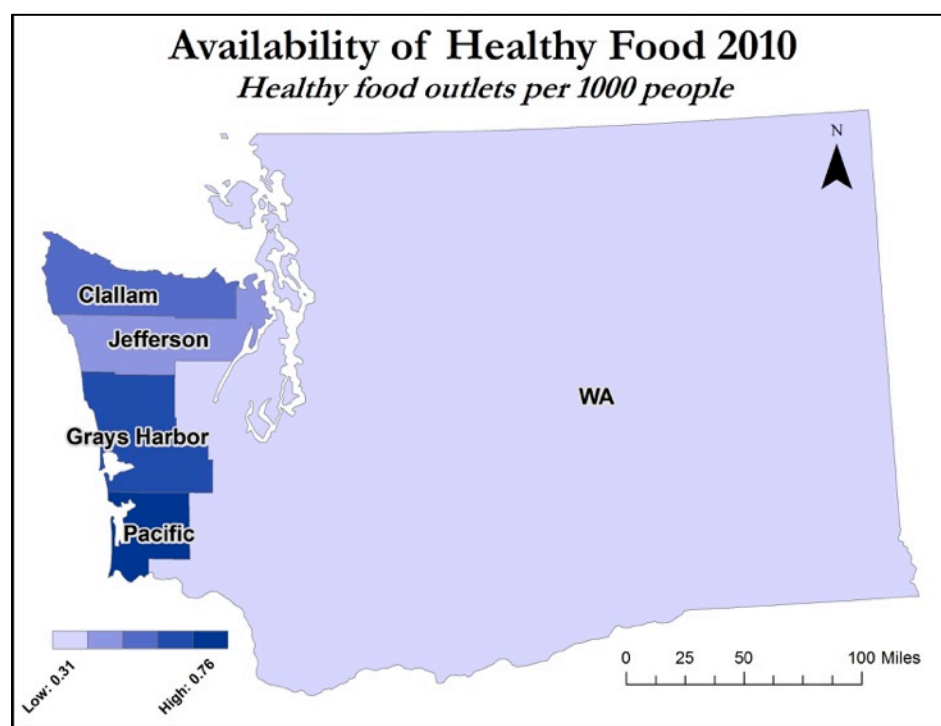 Availability of Healthy Food 2010
Healthy food outlets per 1000 people
N
Clallam
Jefferson
WA
Grays Harbor
Pacific
Low: 0.31
High: 0.76
0 25 50 100 Miles